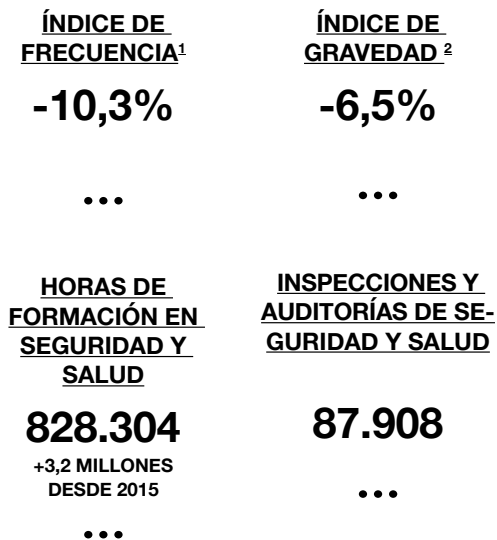 ÍNDICE DE
FRECUENCIA¹
-10,3%
...
ÍNDICE DE
GRAVEDAD ²
-6,5%
...
HORAS DE
FORMACIÓN EN
SEGURIDAD Y
SALUD
828.304
+3,2 MILLONES
DESDE 2015
...
INSPECCIONES Y
AUDITORÍAS DE SE-
GURIDAD Y SALUD
87.908
...